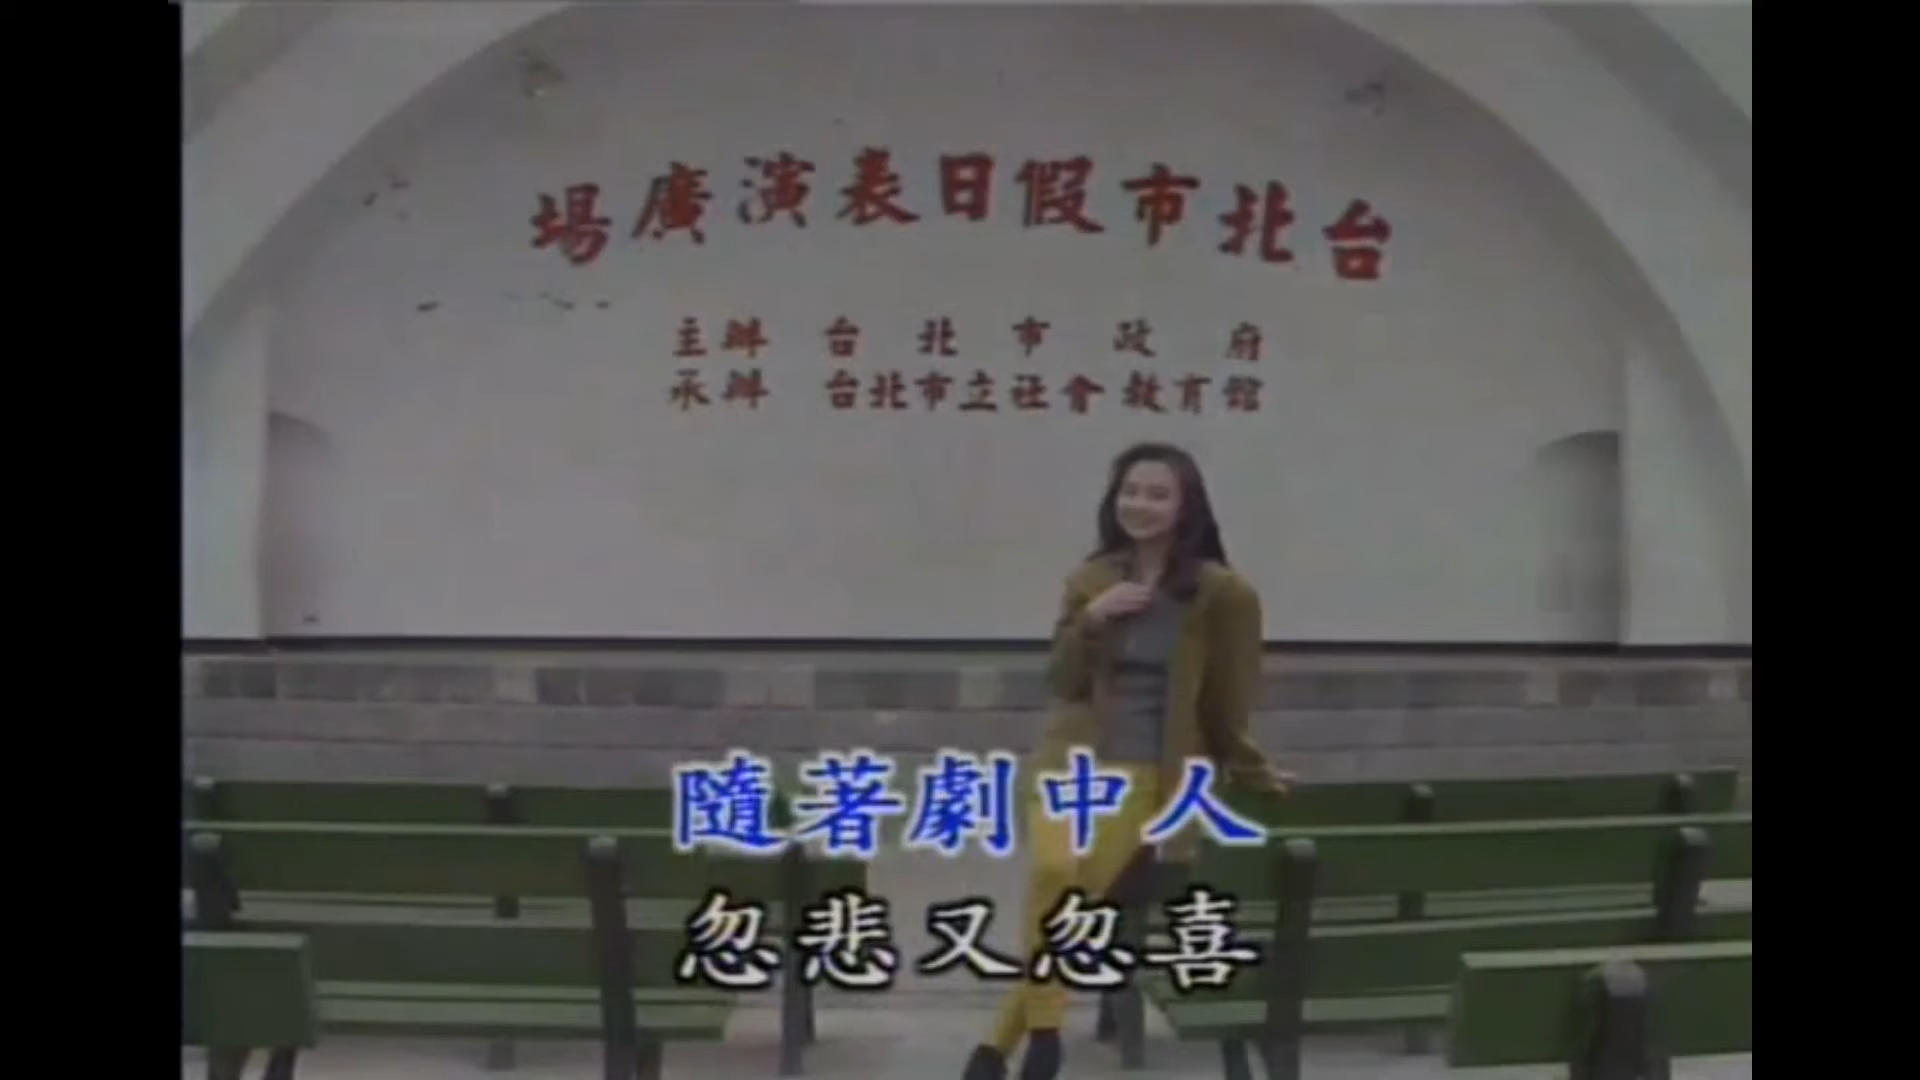 台北市假日表演廣場
主辦 台北市政府
承辦 台北市立社會教育館
隨著劇中人
忽悲又忽喜